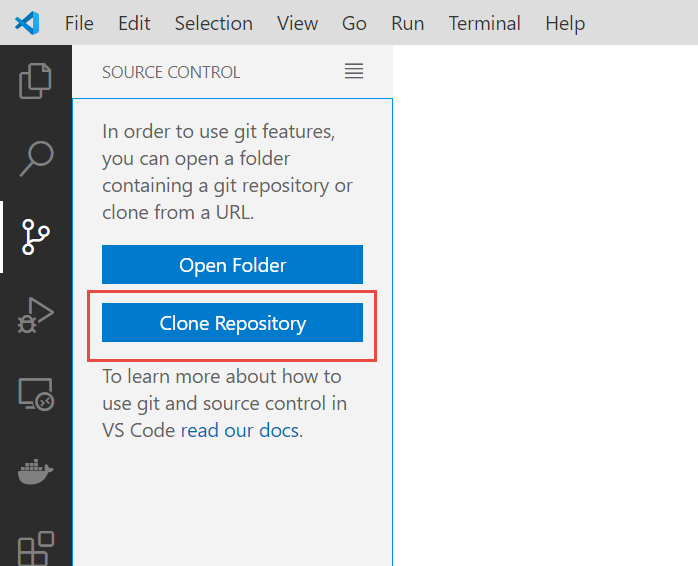 File Edit Selection View Go Run Terminal Help
SOURCE CONTROL
In order to use git features,
you can open a folder
containing a git repository or
clone from a URL.
Open Folder
Clone Repository
To learn more about how to
use git and source control in
VS Code read our docs.